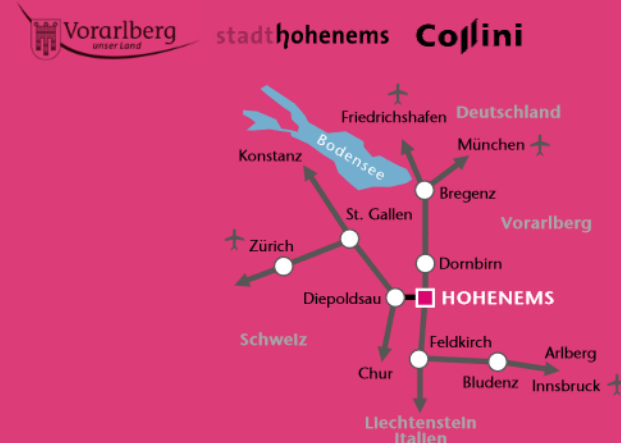 Vorarlberg
unser Land
stadthohenems
Collini
Friedrichshafen
Deutschland
München
Konstanz
Bodensee
Bregenz
St. Gallen
Vorarlberg
Zürich
Dornbirn
Diepoldsau
HOHENEMS
Schweiz
Feldkirch
Arlberg
Chur
Bludenz
Innsbruck
Liechtenstein
Italien